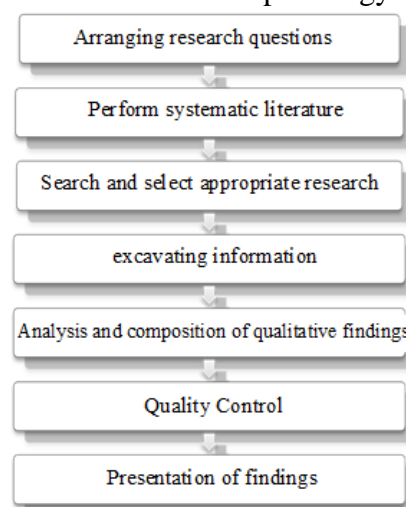 Arranging research questions
Perform systematic literature
Search and select appropriate research
excavating information
Analysis and composition of qualitative findings
Quality Control
Presentation of findings